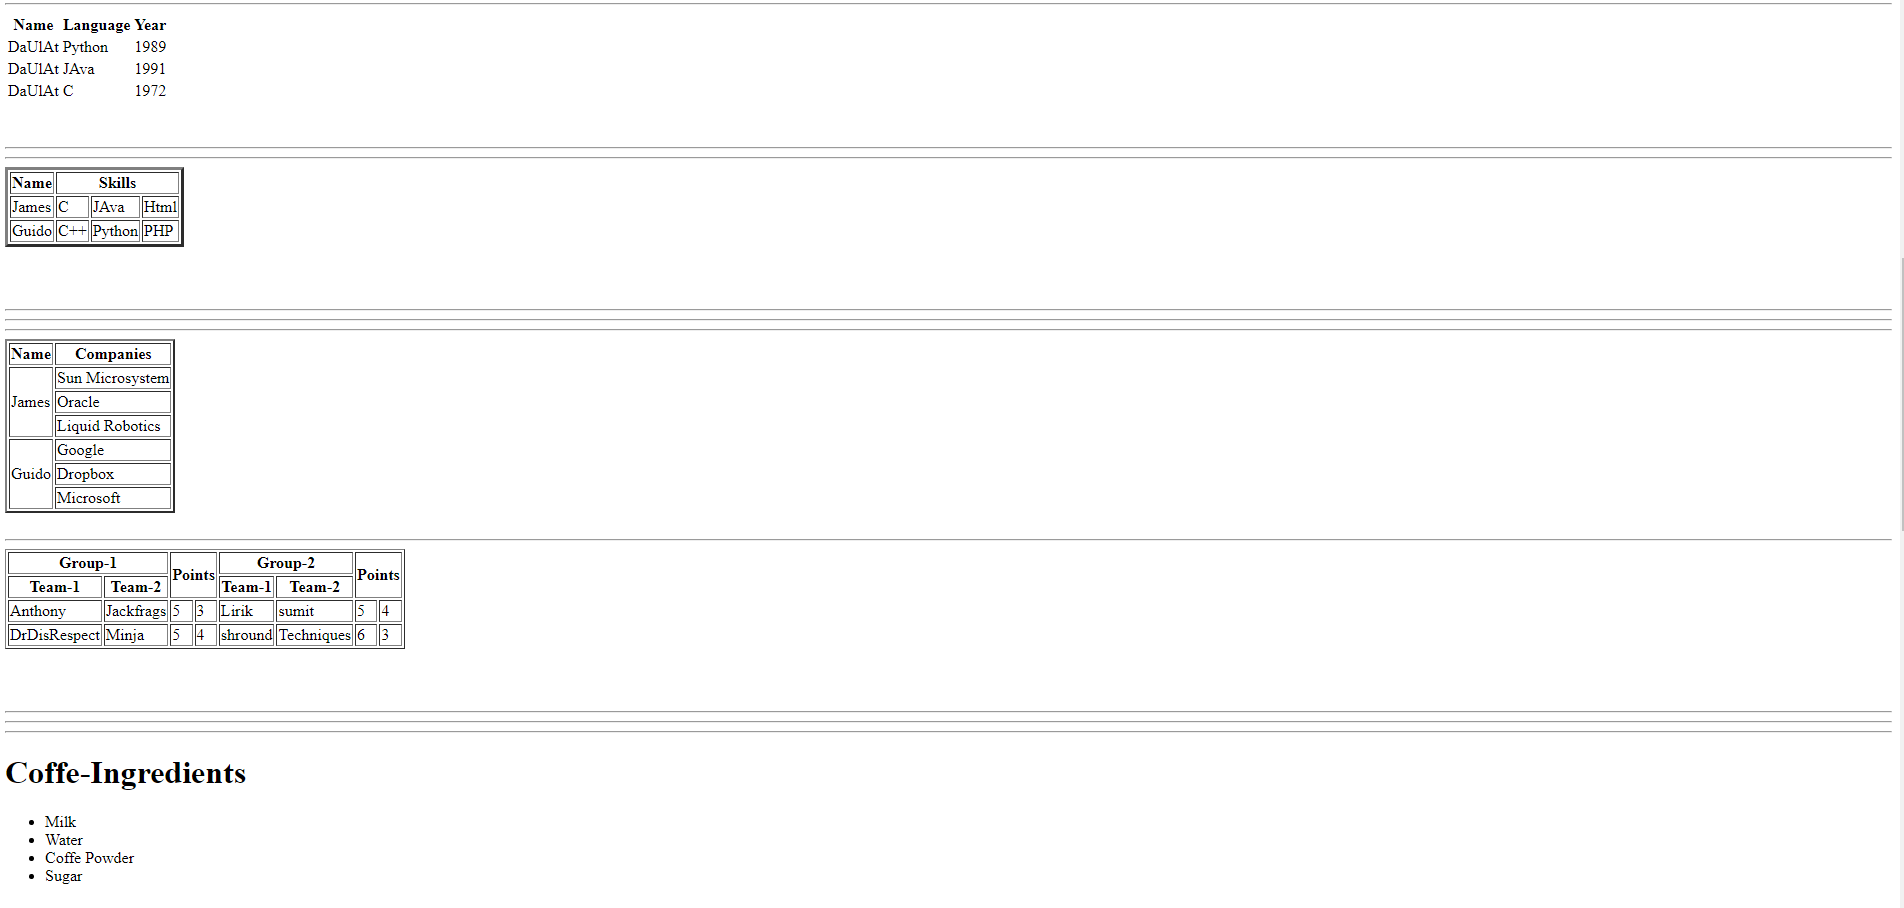 Name Language Year
DaUlAt Python 1989
DaUlAt JAva 1991
DaUlAt C 1972
Name Skills
James C JAva Html
Guido C++ Python PHP
Name Companies
James Sun Microsystem
Oracle
Liquid Robotics
Guido Google
Dropbox
Microsoft
Group-1 Points Group-2 Points
Team-1 Team-2 Team-1 Team-2
Anthony Jackfrags 5 3 Lirik sumit 5 4
DrDisRespect Minja 5 4 shround Techniques 6 3
Coffe-Ingredients
Milk
Water
Coffe Powder
Sugar